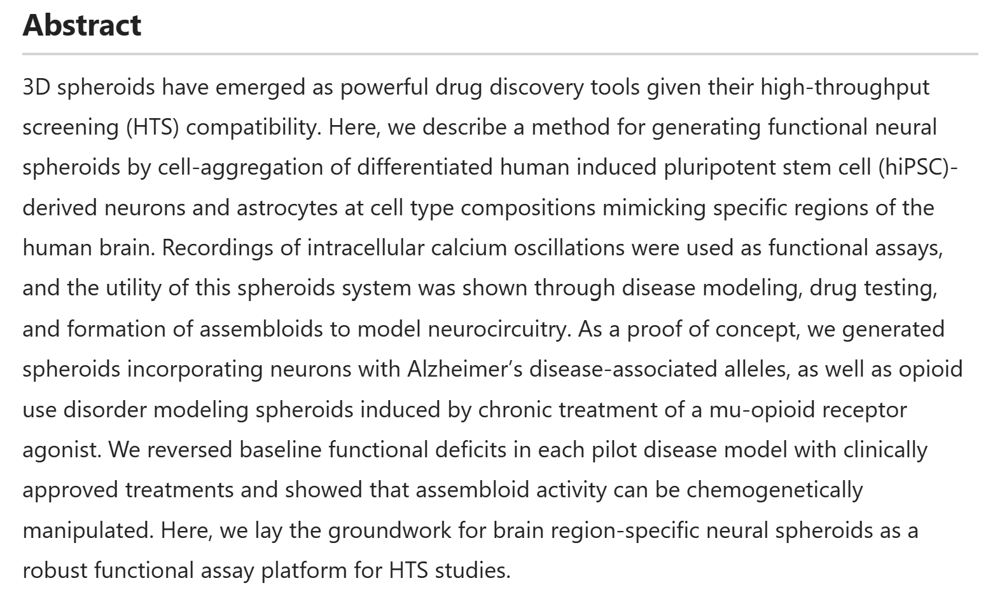 Abstract
3D spheroids have emerged as powerful drug discovery tools given their high-throughput
screening (HTS) compatibility. Here, we describe a method for generating functional neural
spheroids by cell-aggregation of differentiated human induced pluripotent stem cell (hiPSC)-
derived neurons and astrocytes at cell type compositions mimicking specific regions of the
human brain. Recordings of intracellular calcium oscillations were used as functional assays,
and the utility of this spheroids system was shown through disease modeling, drug testing,
and formation of assembloids to model neurocircuitry. As a proof of concept, we generated
spheroids incorporating neurons with Alzheimer’s disease-associated alleles, as well as opioid
use disorder modeling spheroids induced by chronic treatment of a mu-opioid receptor
agonist. We reversed baseline functional deficits in each pilot disease model with clinically
approved treatments and showed that assembloid activity can be chemogenetically
manipulated. Here, we lay the groundwork for brain region-specific neural spheroids as a
robust functional assay platform for HTS studies.